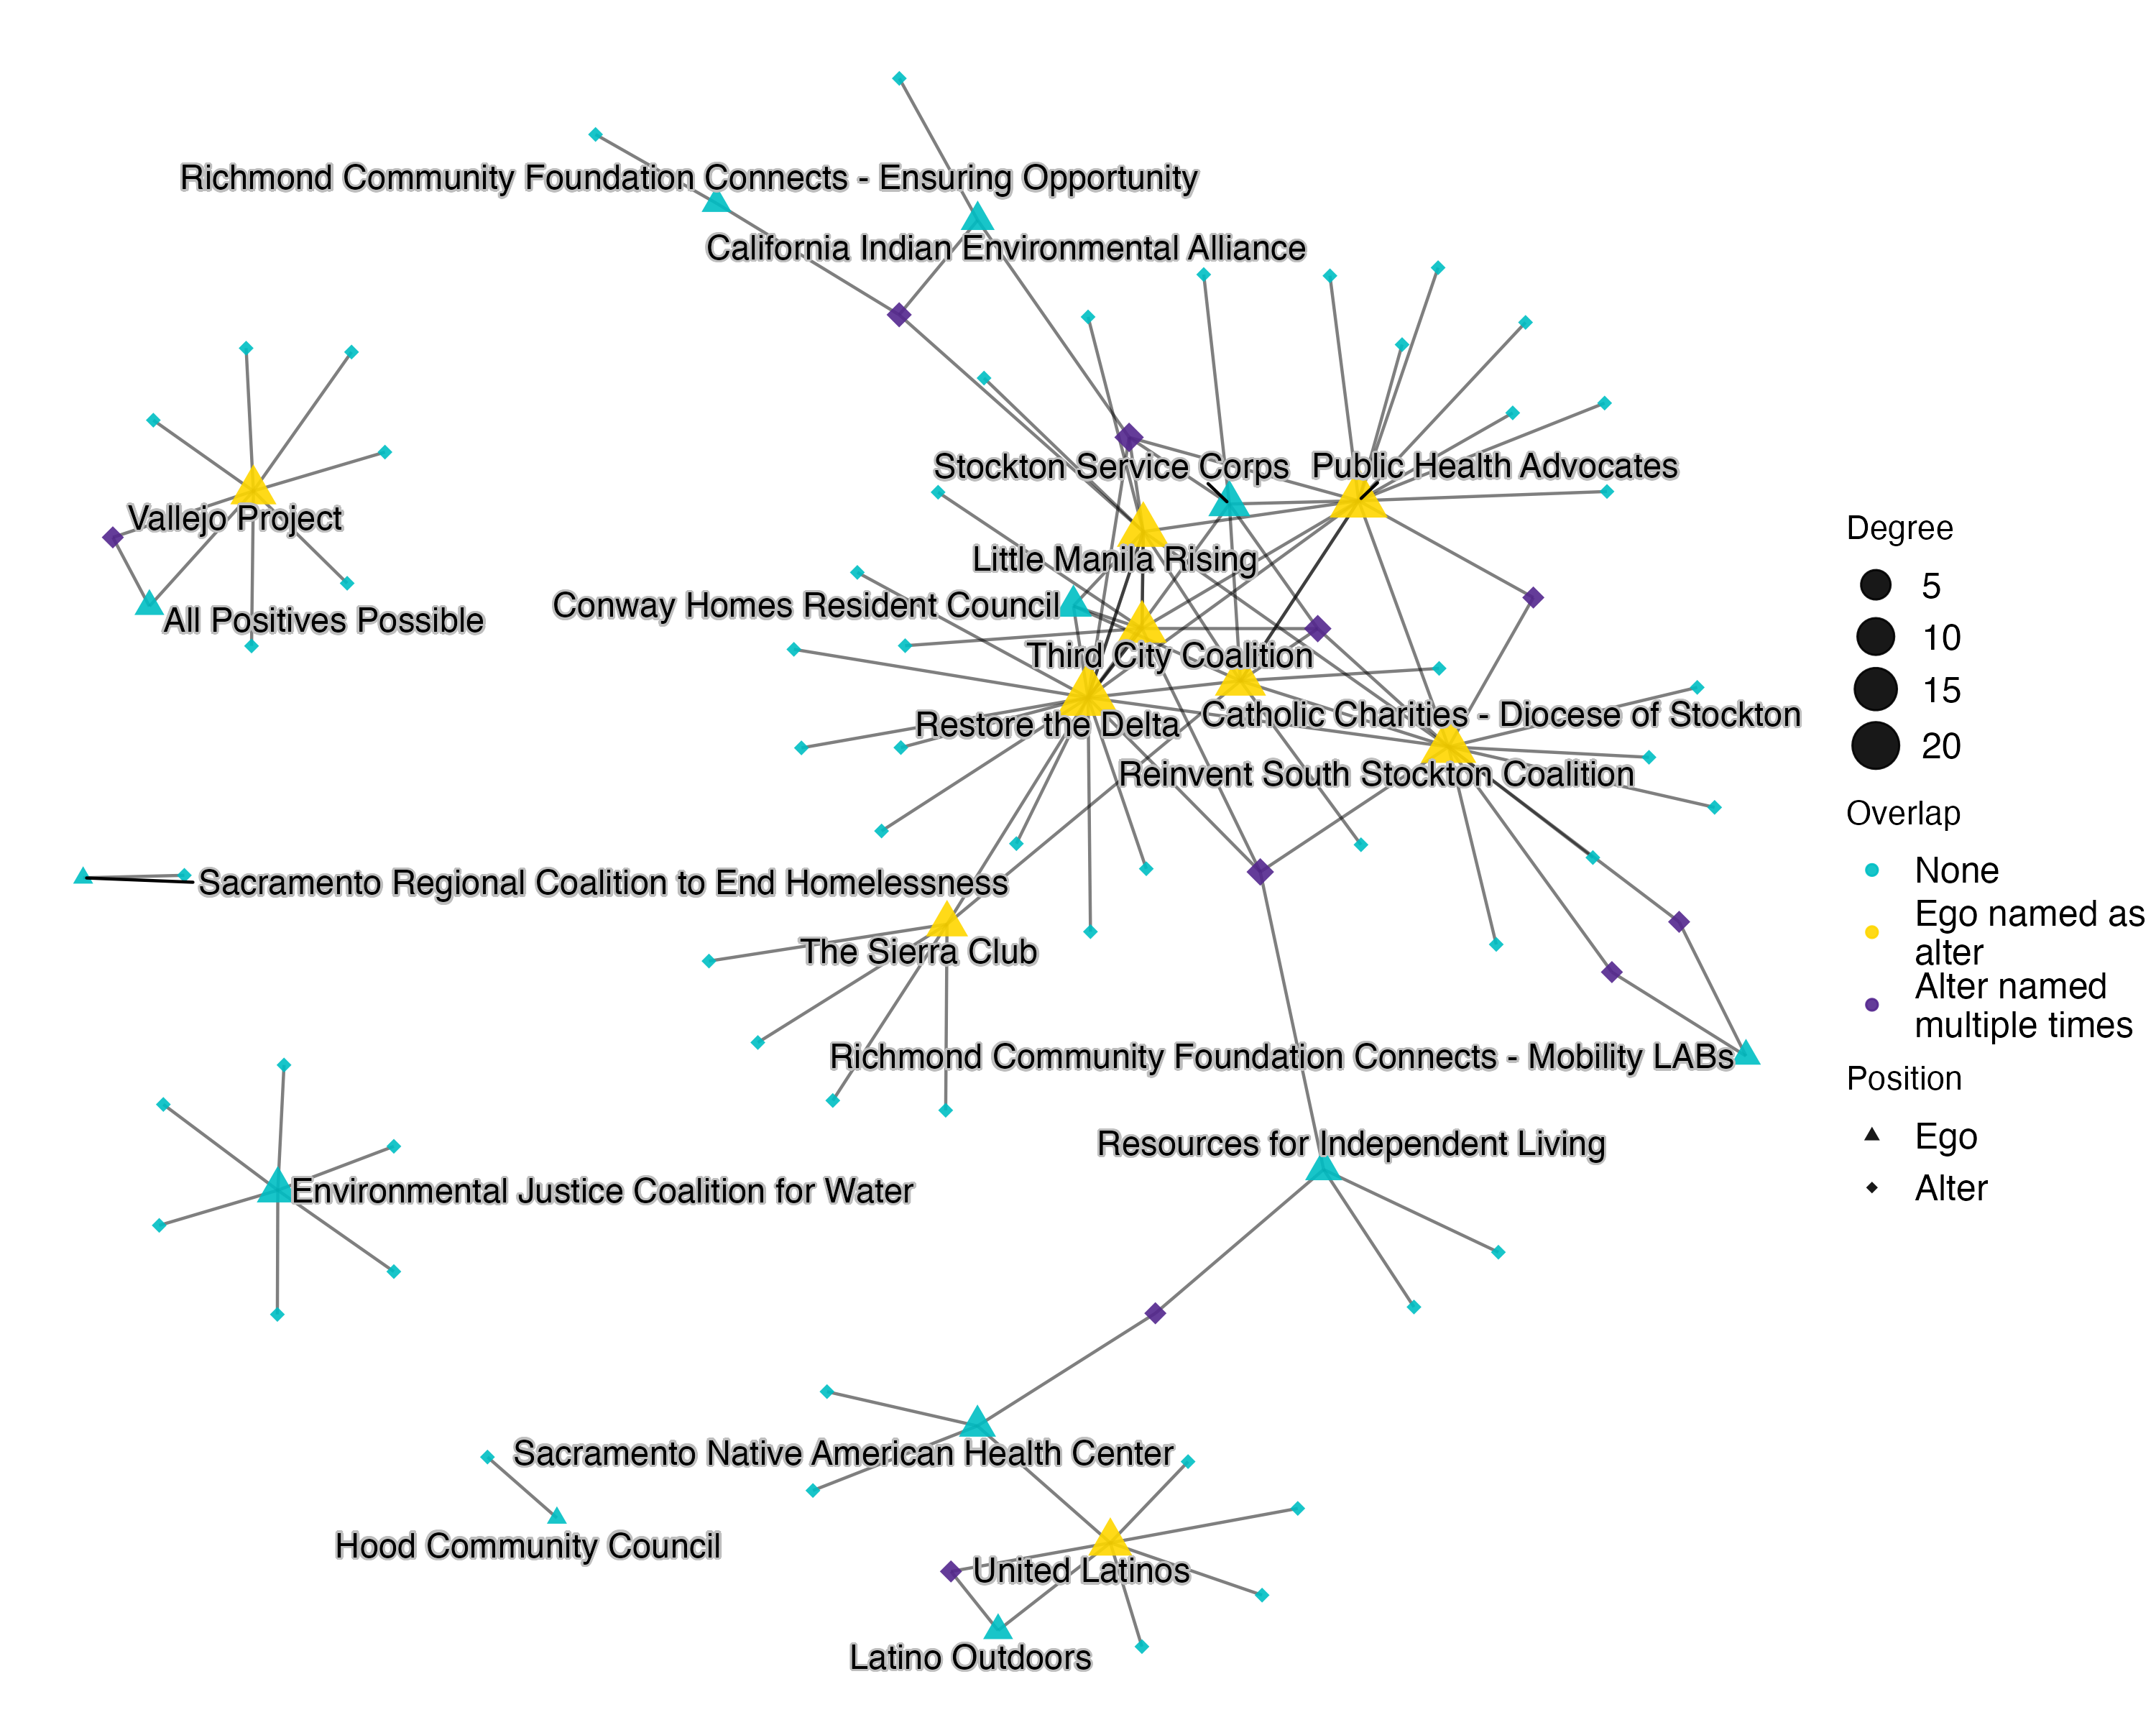 Richmond Community Foundation Connects - Ensuring Opportunity
California Indian Environmental Alliance
Stockton Service Corps
Public Health Advocates
Vallejo Project
Little Manila Rising
Conway Homes Resident Council
All Positives Possible
Third City Coalition
Catholic Charities - Diocese of Stockton
Restore the Delta
Reinvent South Stockton Coalition
Sacramento Regional Coalition to End Homelessness
The Sierra Club
Richmond Community Foundation Connects - Mobility LABs
Resources for Independent Living
Environmental Justice Coalition for Water
Sacramento Native American Health Center
Hood Community Council
United Latinos
Latino Outdoors
Degree
5
10
15
20
Overlap
None
Ego named as
alter
Alter named
multiple times
Position
Ego
Alter